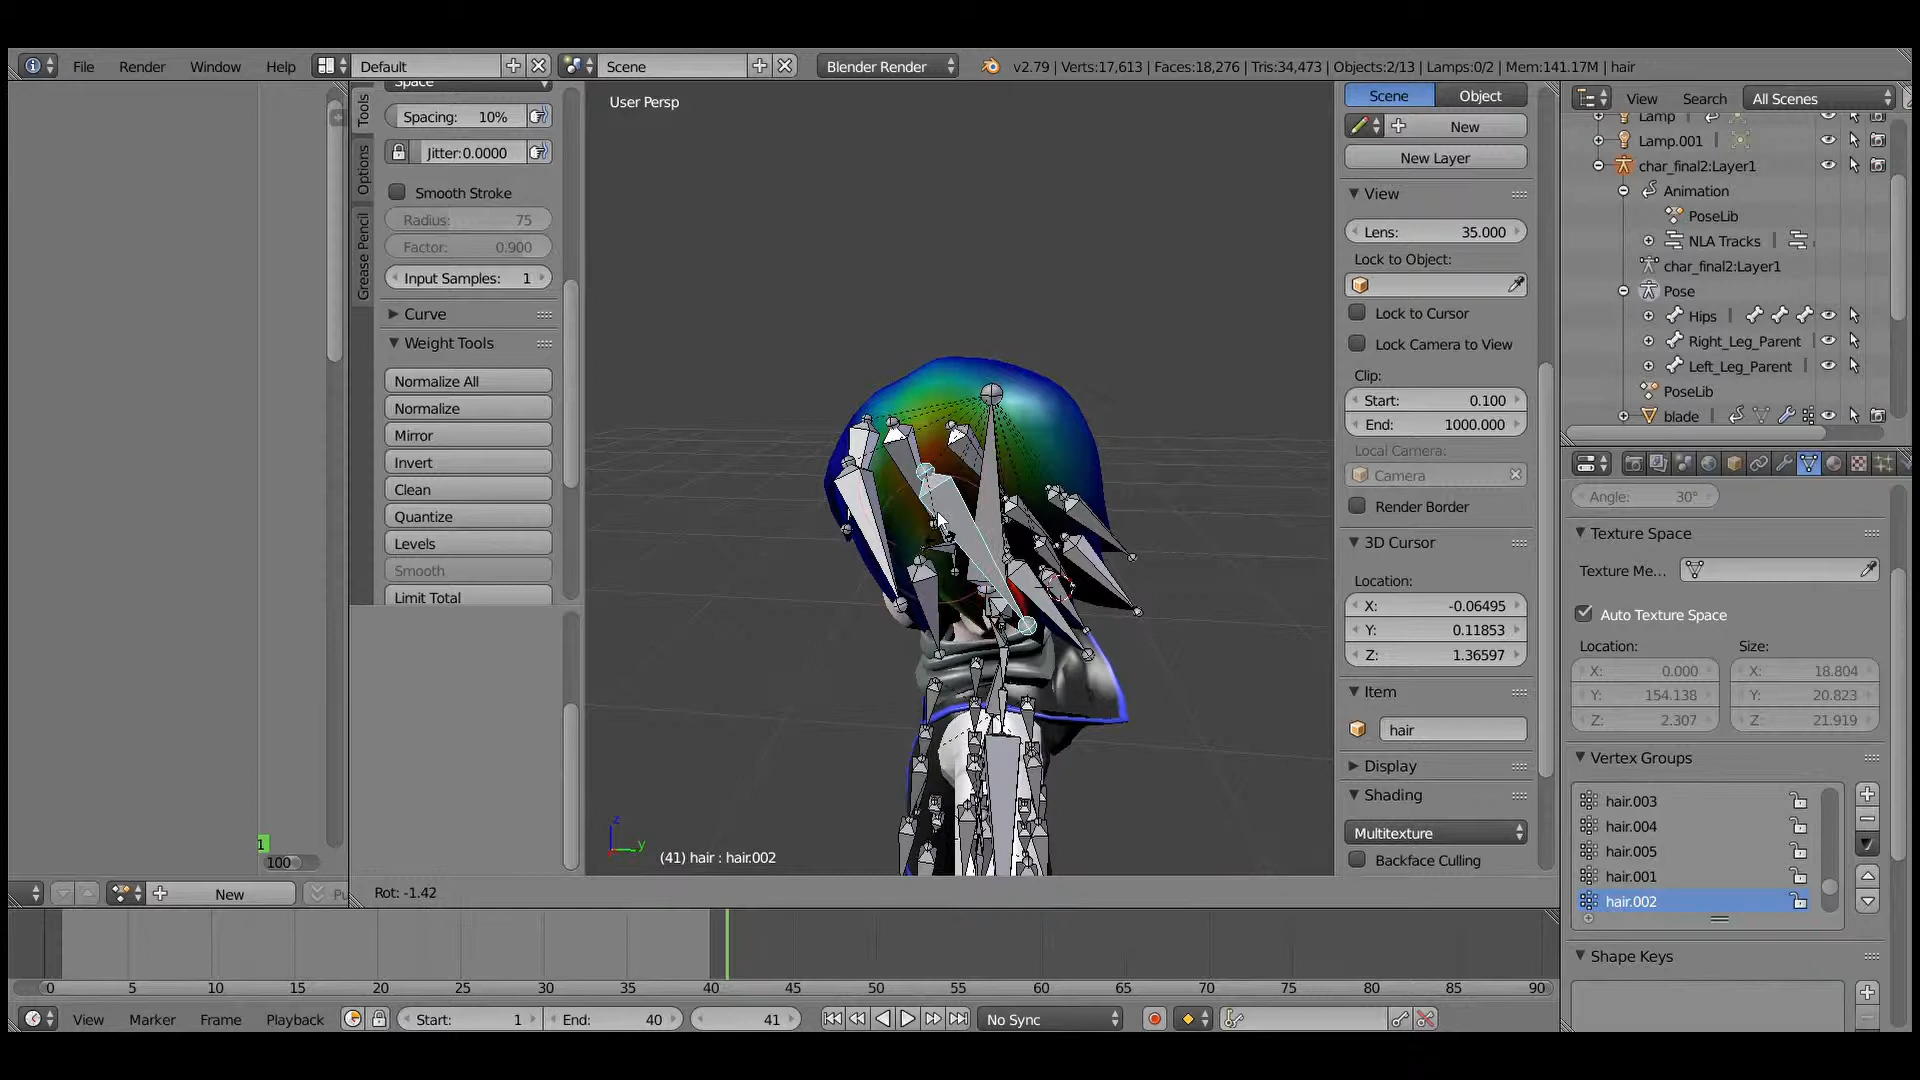 File Render Window Help Default Scene Blender Render v2.79 | Verts:17,613 | Faces:18,276 | Tris:34,473 | Objects:2/13 | Lamps:0/2 | Mem:141.17M | hair
Tools
Options
Grease Pencil
Space
Spacing: 10%
Jitter:0.0000
Smooth Stroke
Radius: 75
Factor: 0.900
Input Samples: 1
Curve
Weight Tools
Normalize All
Normalize
Mirror
Invert
Clean
Quantize
Levels
Smooth
Limit Total
User Persp
z
y
(41) hair : hair.002
Scene Object
New
New Layer
View
Lens: 35.000
Lock to Object:
Lock to Cursor
Lock Camera to View
Clip:
Start: 0.100
End: 1000.000
Local Camera:
Camera
Render Border
3D Cursor
Location:
X: -0.06495
Y: 0.11853
Z: 1.36597
Item
hair
Display
Shading
Multitexture
Backface Culling
View Search All Scenes
Lamp
Lamp.001
char_final2:Layer1
Animation
PoseLib
NLA Tracks
char_final2:Layer1
Pose
Hips
Right_Leg_Parent
Left_Leg_Parent
PoseLib
blade
Angle: 30°
Texture Space
Texture Me...
Auto Texture Space
Location: Size:
X: 0.000 X: 18.804
Y: 154.138 Y: 20.823
Z: 2.307 Z: 21.919
Vertex Groups
hair.003
hair.004
hair.005
hair.001
hair.002
Shape Keys
1
100
New Pu
Rot: -1.42
0 5 10 15 20 25 30 35 40 45 50 55 60 65 70 75 80 85 90
View Marker Frame Playback Start: 1 End: 40 41 No Sync